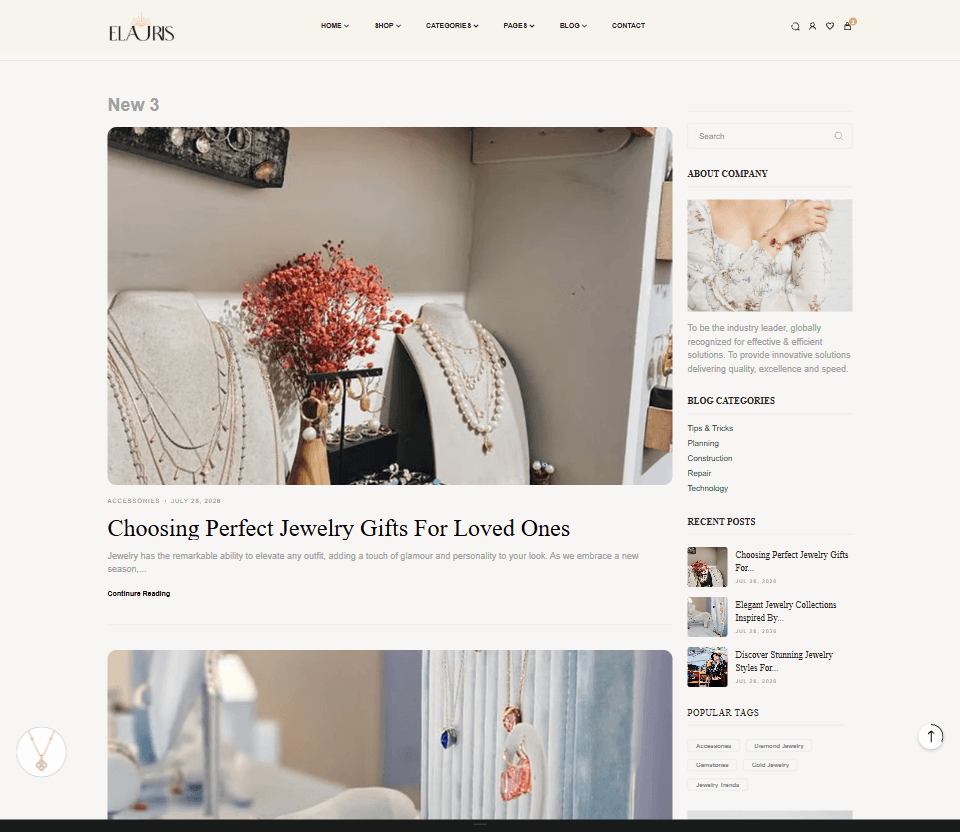 ELAURIS
HOME
SHOP
CATEGORIES
PAGES
BLOG
CONTACT
New 3
Search
ABOUT COMPANY
To be the industry leader, globally
recognized for effective & efficient
solutions. To provide innovative solutions
delivering quality, excellence and speed.
BLOG CATEGORIES
Tips & Tricks
Planning
Construction
Repair
Technology
ACCESSORIES
JULY 28, 2026
Choosing Perfect Jewelry Gifts For Loved Ones
Jewelry has the remarkable ability to elevate any outfit, adding a touch of glamour and personality to your look. As we embrace a new
season,...
Continue Reading
RECENT POSTS
Choosing Perfect Jewelry Gifts
For...
JUL 28, 2026
Elegant Jewelry Collections
Inspired By...
JUL 28, 2026
Discover Stunning Jewelry
Styles For...
JUL 28, 2026
POPULAR TAGS
Accessories
Diamond Jewelry
Gemstones
Gold Jewelry
Jewelry Trends